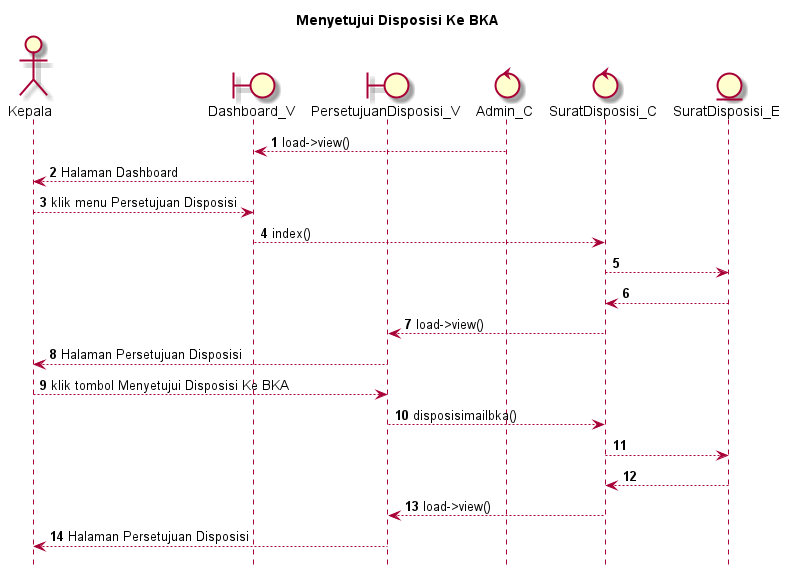 Menyetujui Disposisi Ke BKA
Kepala Dashboard_V PersetujuanDisposisi_V Admin_C SuratDisposisi_C SuratDisposisi_E
1 load->view()
2 Halaman Dashboard
3 klik menu Persetujuan Disposisi
4 index()
5
6
7 load->view()
8 Halaman Persetujuan Disposisi
9 klik tombol Menyetujui Disposisi Ke BKA
10 disposisimailbka()
11
12
13 load->view()
14 Halaman Persetujuan Disposisi